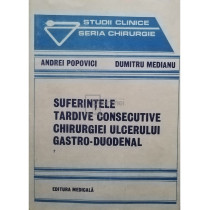 STUDII CLINICE
SERIA CHIRURGIE
ANDREI POPOVICI DUMITRU MEDIANU
SUFERINȚELE
TARDIVE CONSECUTIVE
CHIRURGIEI ULCERULUI
GASTRO-DUODENAL
EDITURA MEDICALĂ